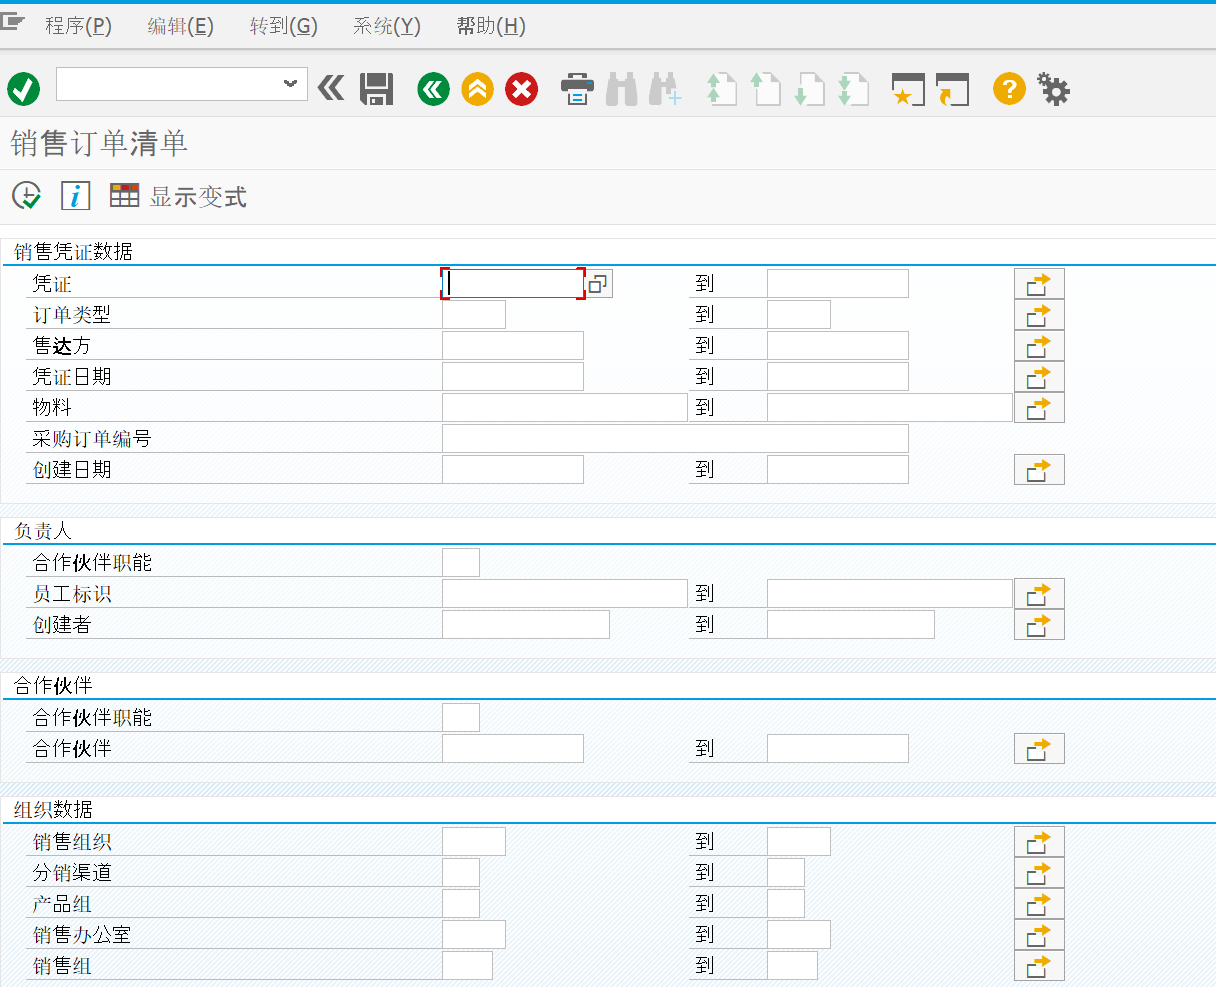 程序(P) 编辑(E) 转到(G) 系统(Y) 帮助(H)
销售订单清单
显示变式
销售凭证数据
凭证 到
订单类型 到
售达方 到
凭证日期 到
物料 到
采购订单编号
创建日期 到
负责人
合作伙伴职能
员工标识 到
创建者 到
合作伙伴
合作伙伴职能
合作伙伴 到
组织数据
销售组织 到
分销渠道 到
产品组 到
销售办公室 到
销售组 到